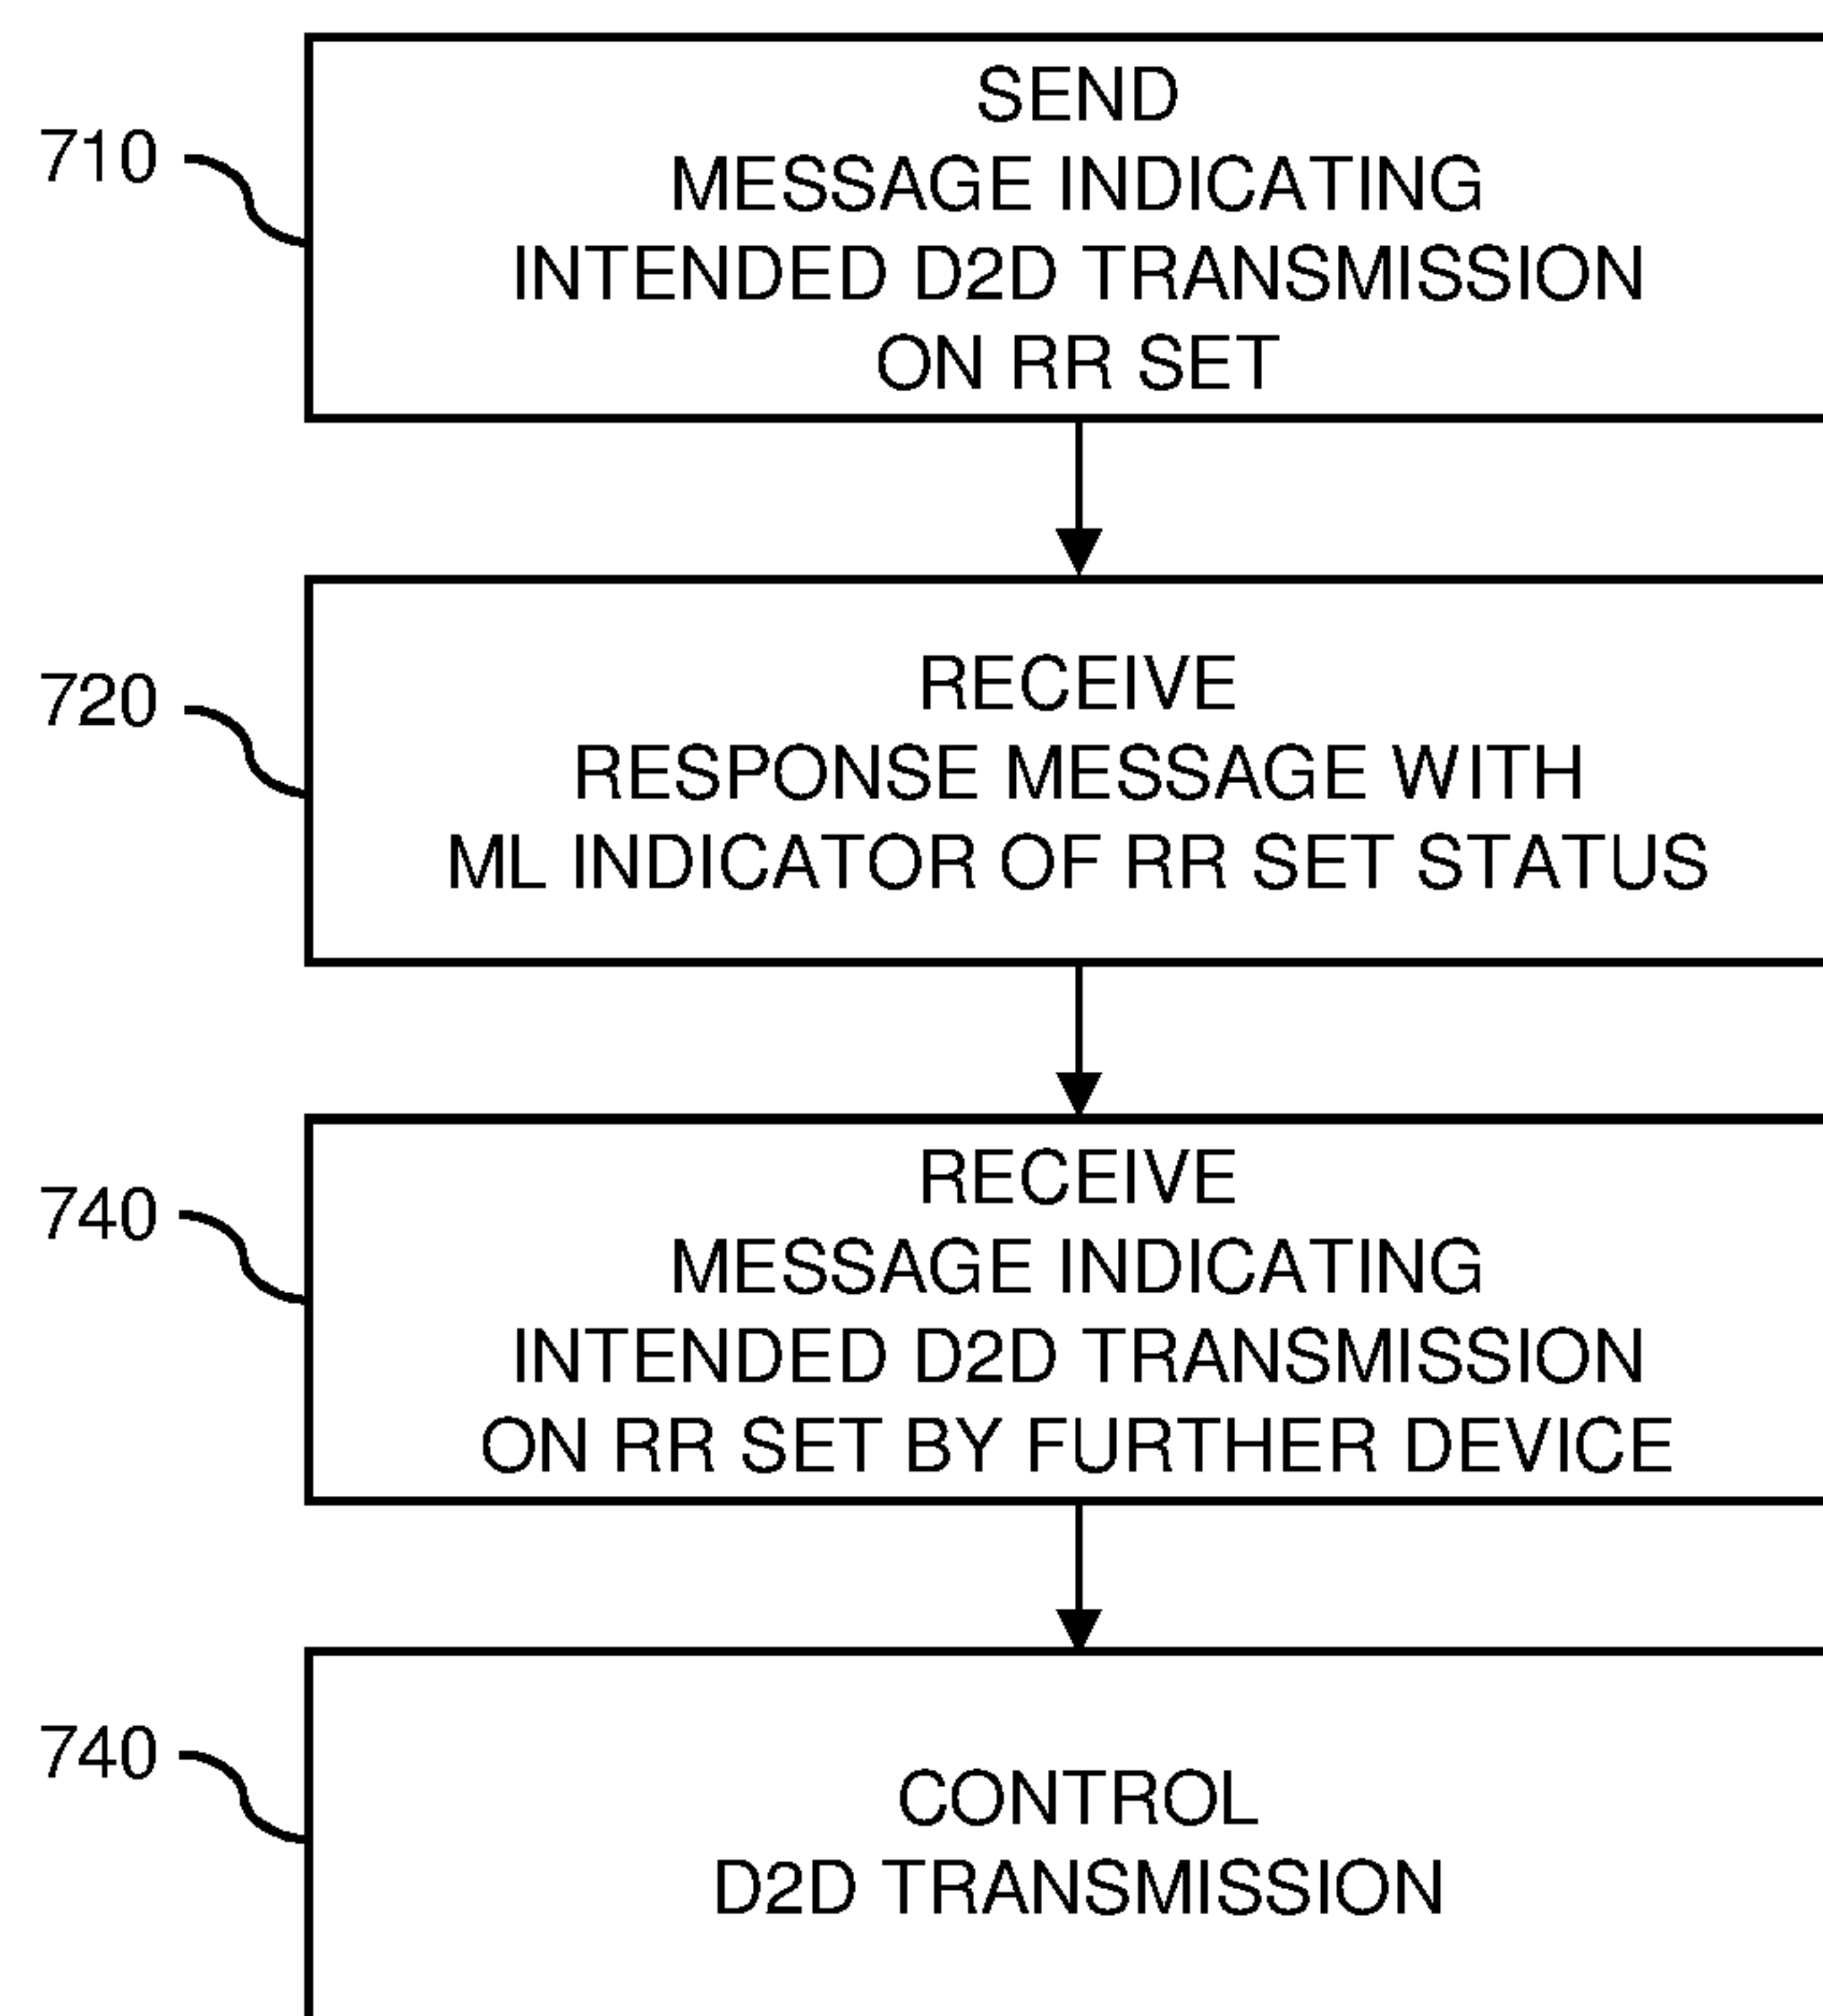 710
SEND
MESSAGE INDICATING
INTENDED D2D TRANSMISSION
ON RR SET
720
RECEIVE
RESPONSE MESSAGE WITH
ML INDICATOR OF RR SET STATUS
740
RECEIVE
MESSAGE INDICATING
INTENDED D2D TRANSMISSION
ON RR SET BY FURTHER DEVICE
740
CONTROL
D2D TRANSMISSION